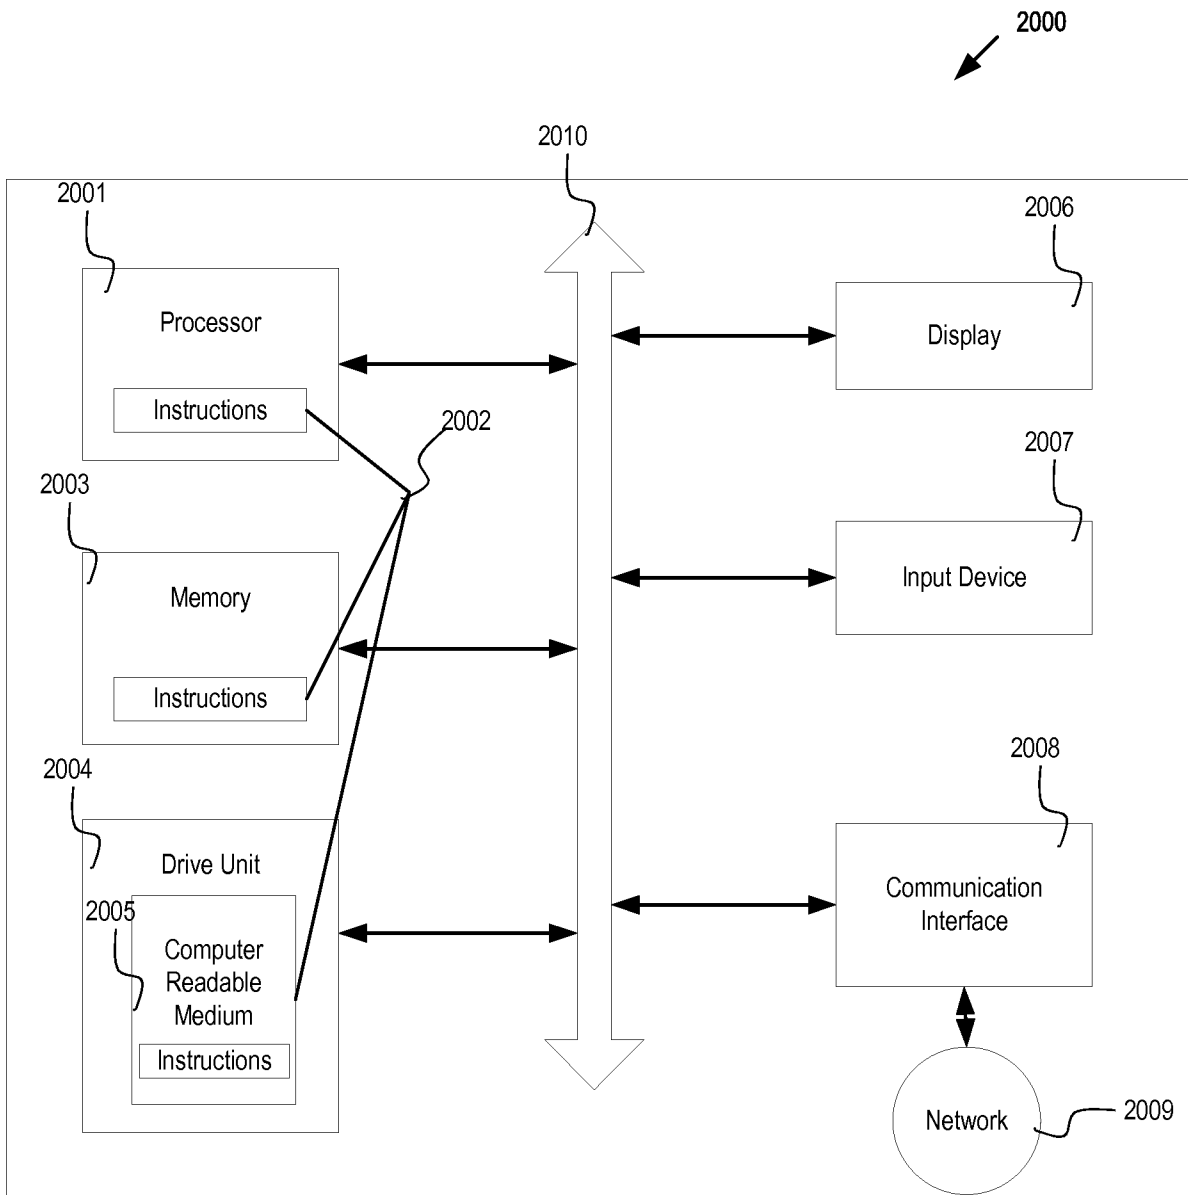 2000
2010
2001
2006
Processor
Display
Instructions
2002
2007
2003
Input Device
Memory
Instructions
2008
2004
Drive Unit
Communication
Interface
2005
Computer
Readable
Medium
Instructions
Network
2009